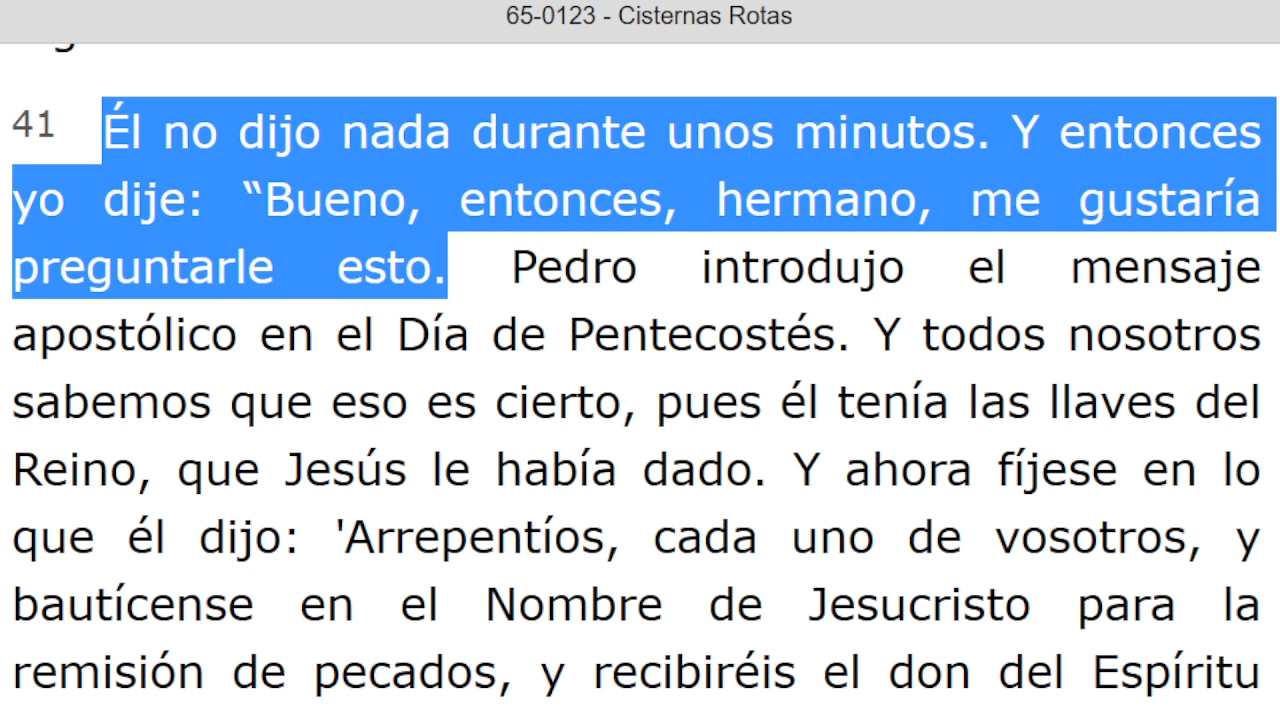 65-0123 - Cisternas Rotas
41 Él no dijo nada durante unos minutos. Y entonces
yo dije: “Bueno, entonces, hermano, me gustaría
preguntarle esto. Pedro introdujo el mensaje
apostólico en el Día de Pentecostés. Y todos nosotros
sabemos que eso es cierto, pues él tenía las llaves del
Reino, que Jesús le había dado. Y ahora fíjese en lo
que él dijo: 'Arrepentíos, cada uno de vosotros, y
bautícense en el Nombre de Jesucristo para la
remisión de pecados, y recibiréis el don del Espíritu